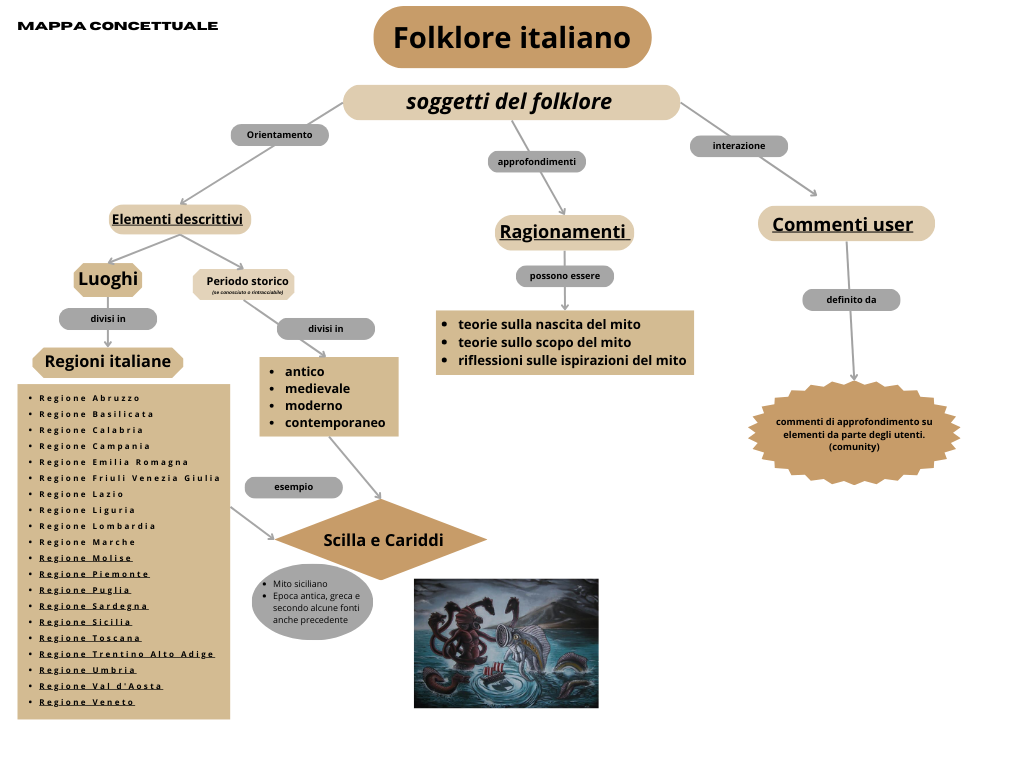 MAPPA CONCETTUALE
Folklore italiano
soggetti del folklore
Orientamento
approfondimenti
interazione
Elementi descrittivi
Ragionamenti
Commenti user
Luoghi
Periodo storico
(se conosciuto o rintracciabile)
possono essere
definito da
divisi in
divisi in
Regioni italiane
• teorie sulla nascita del mito
• teorie sullo scopo del mito
• riflessioni sulle ispirazioni del mito
• antico
• medievale
• moderno
• contemporaneo
• Regione Abruzzo
• Regione Basilicata
• Regione Calabria
• Regione Campania
• Regione Emilia Romagna
• Regione Friuli Venezia Giulia
• Regione Lazio
• Regione Liguria
• Regione Lombardia
• Regione Marche
• Regione Molise
• Regione Piemonte
• Regione Puglia
• Regione Sardegna
• Regione Sicilia
• Regione Toscana
• Regione Trentino Alto Adige
• Regione Umbria
• Regione Val d'Aosta
• Regione Veneto
commenti di approfondimento su
elementi da parte degli utenti.
(comunity)
esempio
Scilla e Cariddi
• Mito siciliano
• Epoca antica, greca e
secondo alcune fonti
anche precedente